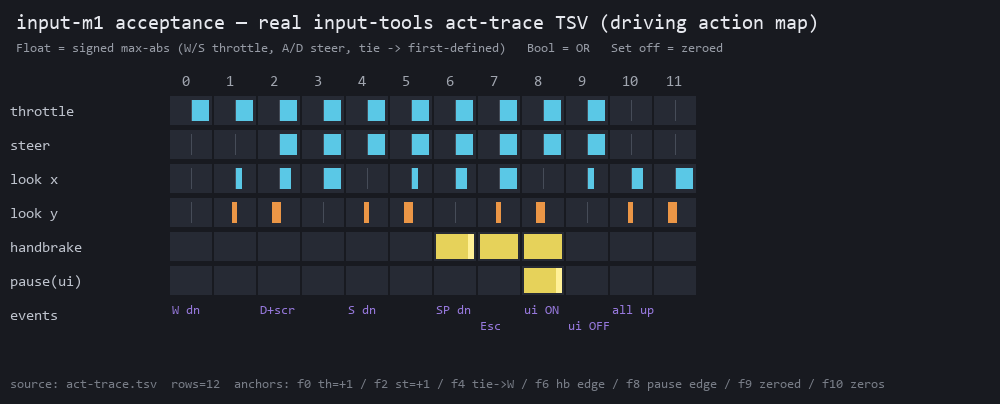 input-m1 acceptance — real input-tools act-trace TSV (driving action map)
Float = signed max-abs (W/S throttle, A/D steer, tie -> first-defined)   Bool = OR   Set off = zeroed
0 1 2 3 4 5 6 7 8 9 10 11
throttle
steer
look x
look y
handbrake
pause(ui)
events W dn D+scr S dn SP dn ui ON all up
Esc ui OFF
source: act-trace.tsv  rows=12  anchors: f0 th=+1 / f2 st=+1 / f4 tie->W / f6 hb edge / f8 pause edge / f9 zeroed / f10 zeros